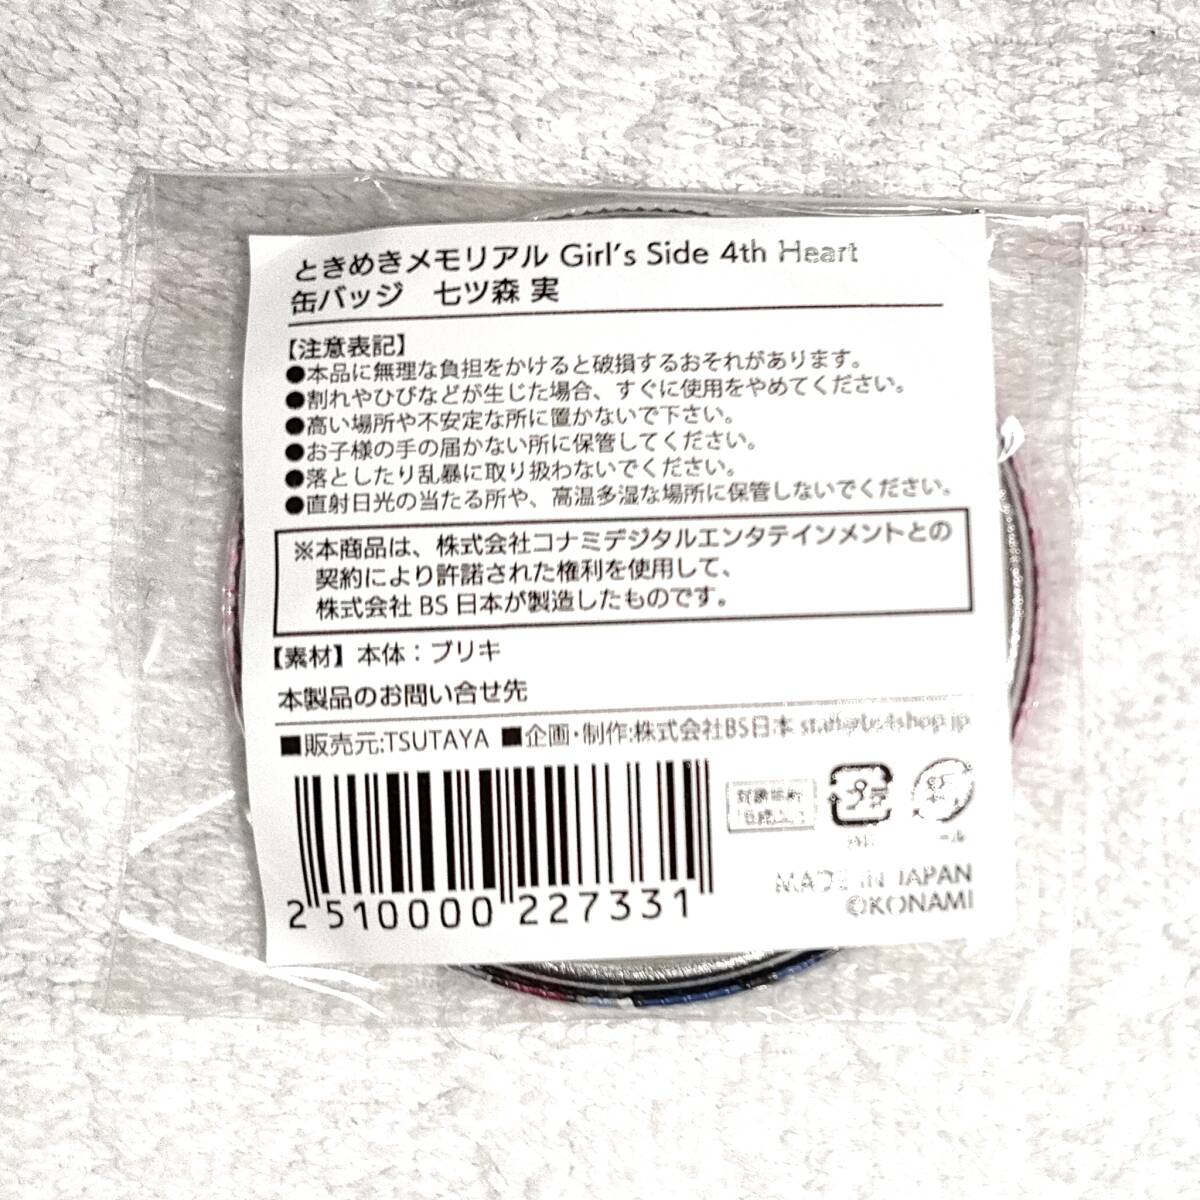 ときめきメモリアル Girl's Side 4th Heart
缶バッジ 七ツ森 実
【注意表記】
●本品に無理な負担をかけると破損するおそれがあります。
●割れやひびなどが生じた場合、すぐに使用をやめてください。
●高い場所や不安定な所に置かないで下さい。
●お子様の手の届かない所に保管してください。
●落としたり乱暴に取り扱わないでください。
●直射日光の当たる所や、高温多湿な場所に保管しないでください。
※本商品は、株式会社コナミデジタルエンタテインメントとの
契約により許諾された権利を使用して、
株式会社 BS 日本が製造したものです。
【素材】本体：ブリキ
本製品のお問い合せ先
■販売元:TSUTAYA ■企画・制作:株式会社BS日本
プラ
2 510000 227331
MADE IN JAPAN
©KONAMI